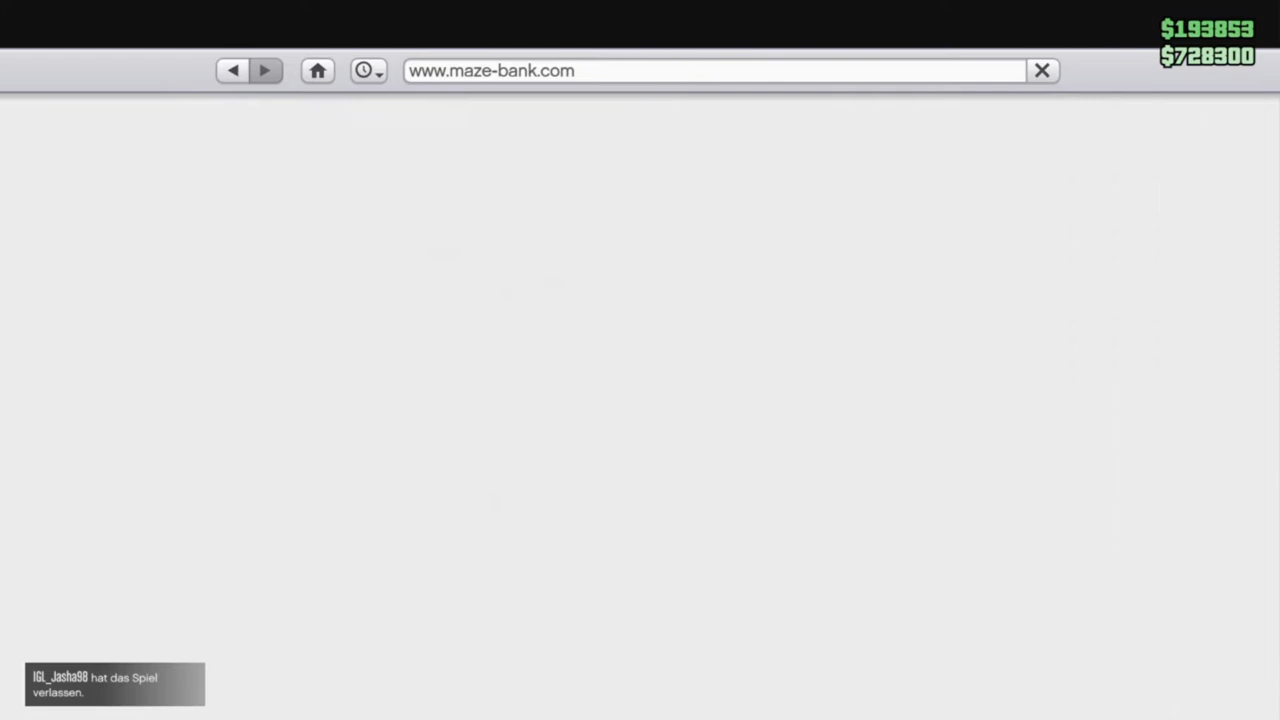 $193853
$728300
www.maze-bank.com
IGL_Jasha98 hat das Spiel
verlassen.